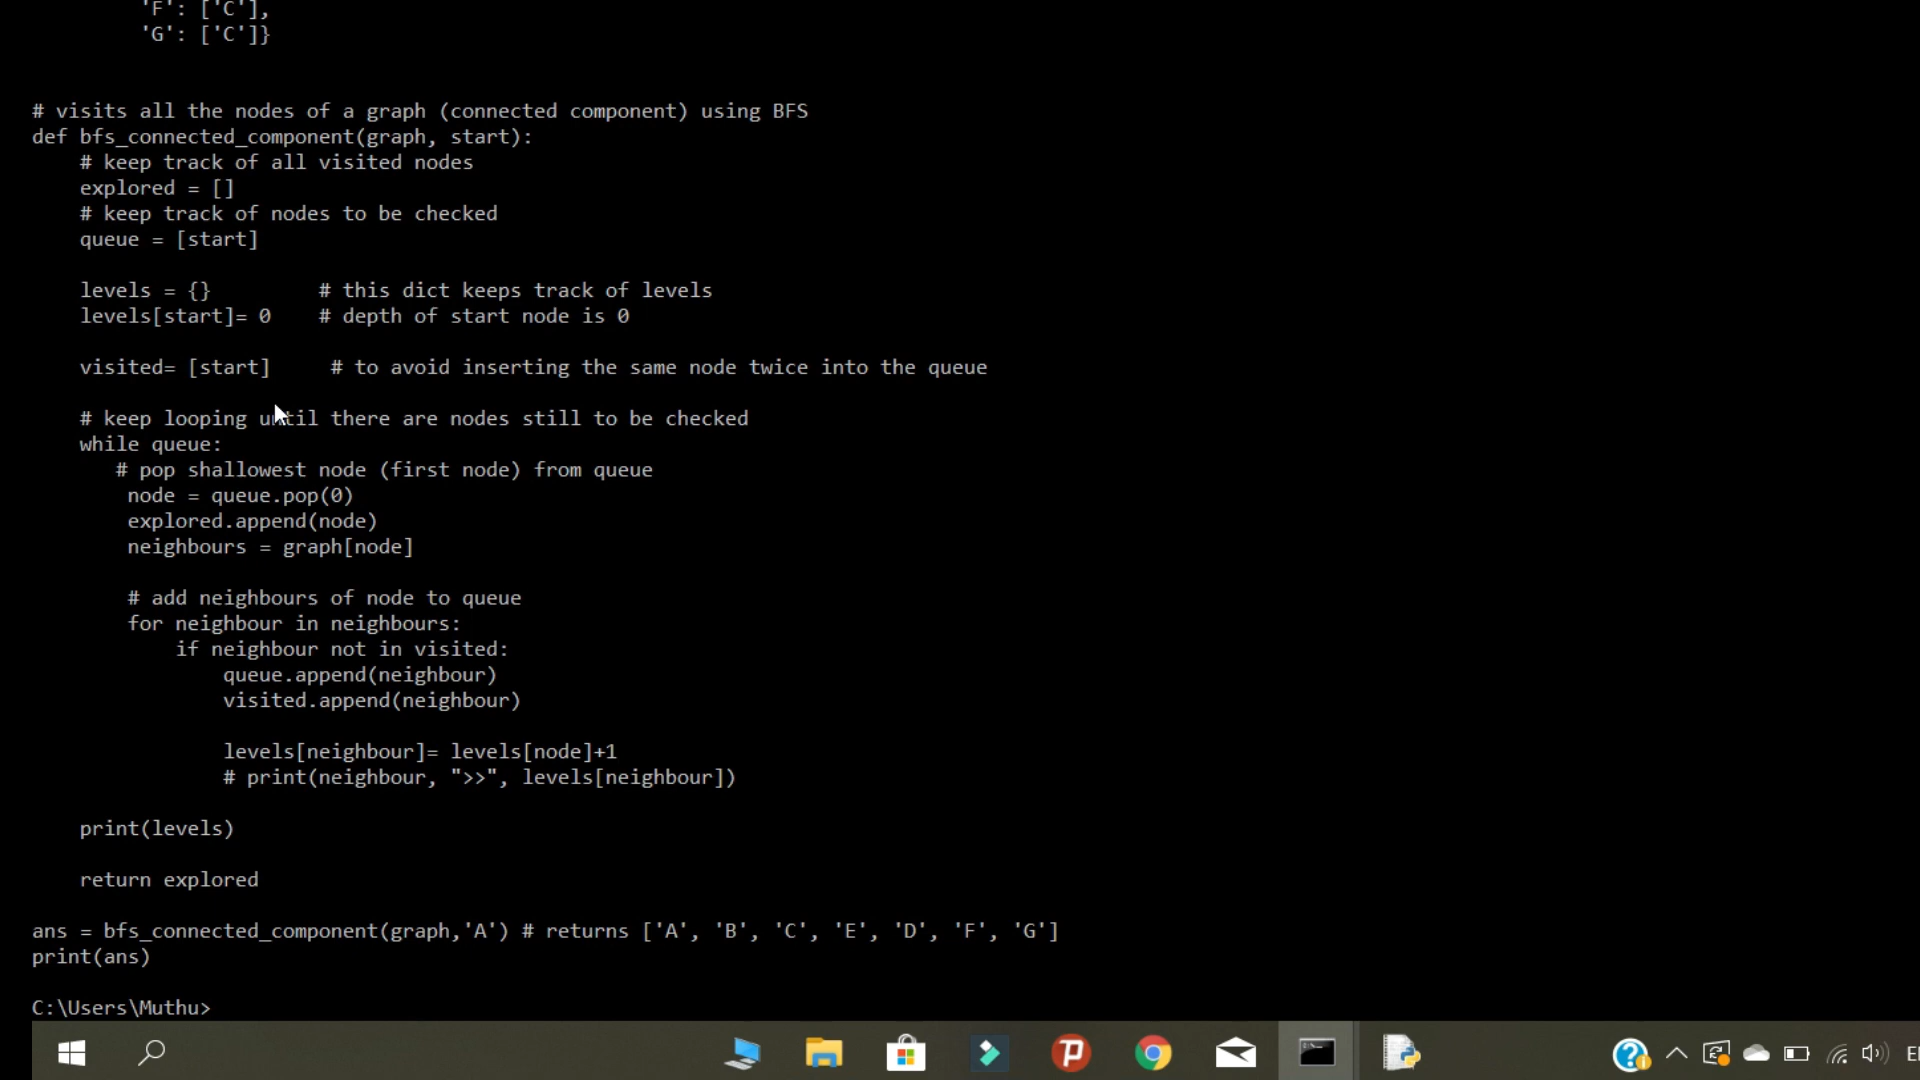 'F': ['C'],
'G': ['C']}
# visits all the nodes of a graph (connected component) using BFS
def bfs_connected_component(graph, start):
# keep track of all visited nodes
explored = []
# keep track of nodes to be checked
queue = [start]
levels = {}        # this dict keeps track of levels
levels[start]= 0    # depth of start node is 0
visited= [start]     # to avoid inserting the same node twice into the queue
# keep looping until there are nodes still to be checked
while queue:
# pop shallowest node (first node) from queue
node = queue.pop(0)
explored.append(node)
neighbours = graph[node]
# add neighbours of node to queue
for neighbour in neighbours:
if neighbour not in visited:
queue.append(neighbour)
visited.append(neighbour)
levels[neighbour]= levels[node]+1
# print(neighbour, ">>", levels[neighbour])
print(levels)
return explored
ans = bfs_connected_component(graph,'A') # returns ['A', 'B', 'C', 'E', 'D', 'F', 'G']
print(ans)
C:\Users\Muthu>